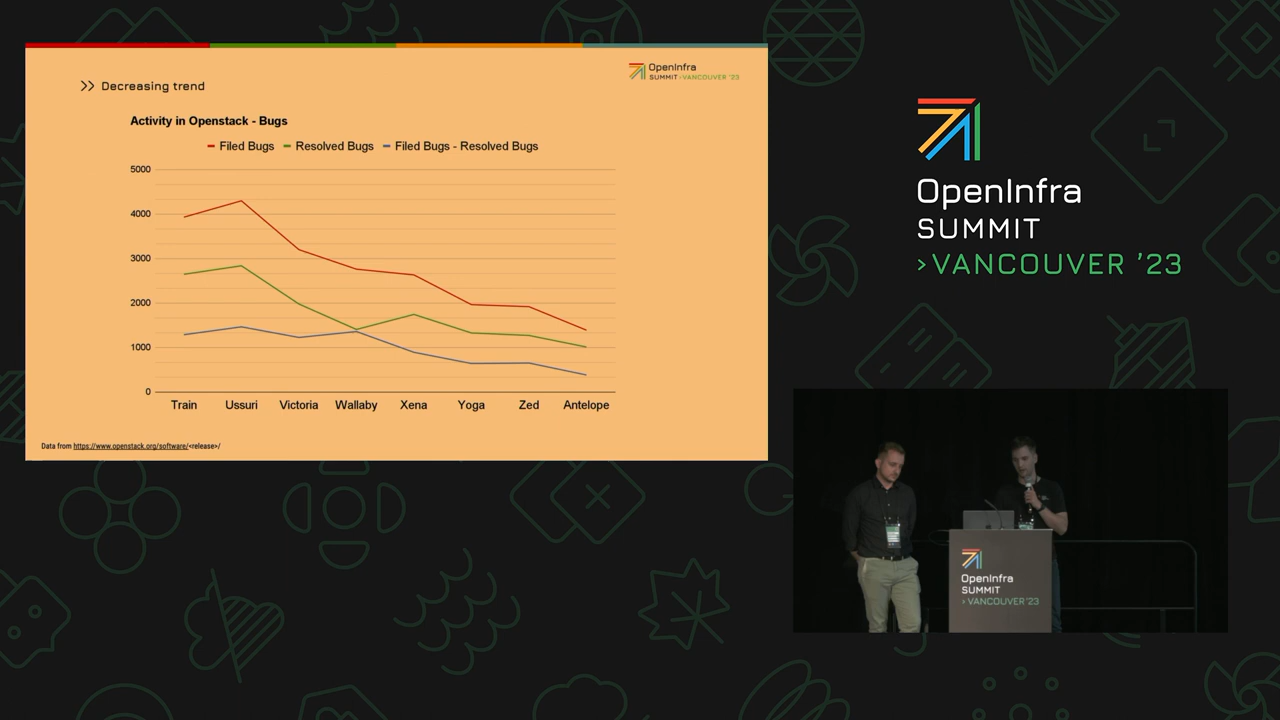 >> Decreasing trend
OpenInfra
SUMMIT >VANCOUVER '23
Activity in Openstack - Bugs
Filed Bugs Resolved Bugs Filed Bugs - Resolved Bugs
5000
4000
3000
2000
1000
0
Train Ussuri Victoria Wallaby Xena Yoga Zed Antelope
Data from https://www.openstack.org/software/<release>/
OpenInfra
SUMMIT
>VANCOUVER '23
OpenInfra
SUMMIT
>VANCOUVER '23